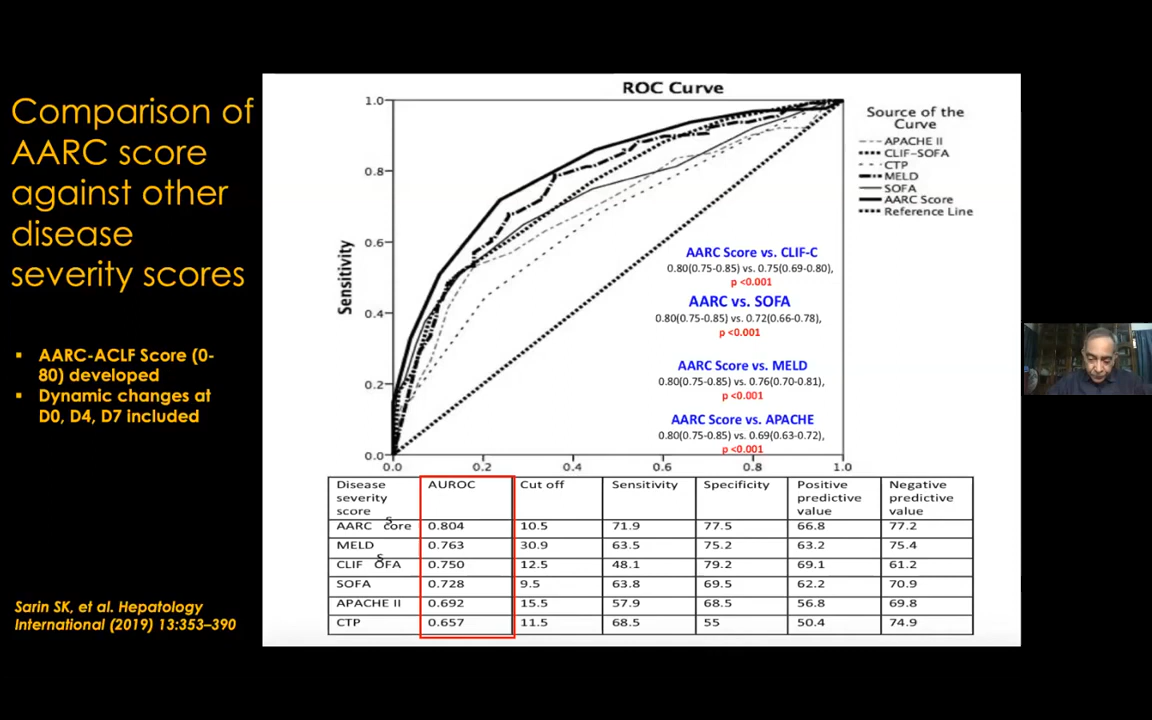 Comparison of
AARC score
against other
disease
severity scores
▪ AARC-ACLF Score (0-
80) developed
▪ Dynamic changes at
D0, D4, D7 included
Sarin SK, et al. Hepatology
International (2019) 13:353–390
ROC Curve
1.0
0.8
0.6
0.4
0.2
0.0
Sensitivity
0.0 0.2 0.4 0.6 0.8 1.0
Source of the
Curve
APACHE II
CLIF-SOFA
CTP
MELD
SOFA
AARC Score
Reference Line
AARC Score vs. CLIF-C
0.80(0.75-0.85) vs. 0.75(0.69-0.80),
p <0.001
AARC vs. SOFA
0.80(0.75-0.85) vs. 0.72(0.66-0.78),
p <0.001
AARC Score vs. MELD
0.80(0.75-0.85) vs. 0.76(0.70-0.81),
p <0.001
AARC Score vs. APACHE
0.80(0.75-0.85) vs. 0.69(0.63-0.72),
p <0.001
Disease severity score AUROC Cut off Sensitivity Specificity Positive predictive value Negative predictive value
AARC score 0.804 10.5 71.9 77.5 66.8 77.2
MELD 0.763 30.9 63.5 75.2 63.2 75.4
CLIF SOFA 0.750 12.5 48.1 79.2 69.1 61.2
SOFA 0.728 9.5 63.8 69.5 62.2 70.9
APACHE II 0.692 15.5 57.9 68.5 56.8 69.8
CTP 0.657 11.5 68.5 55 50.4 74.9